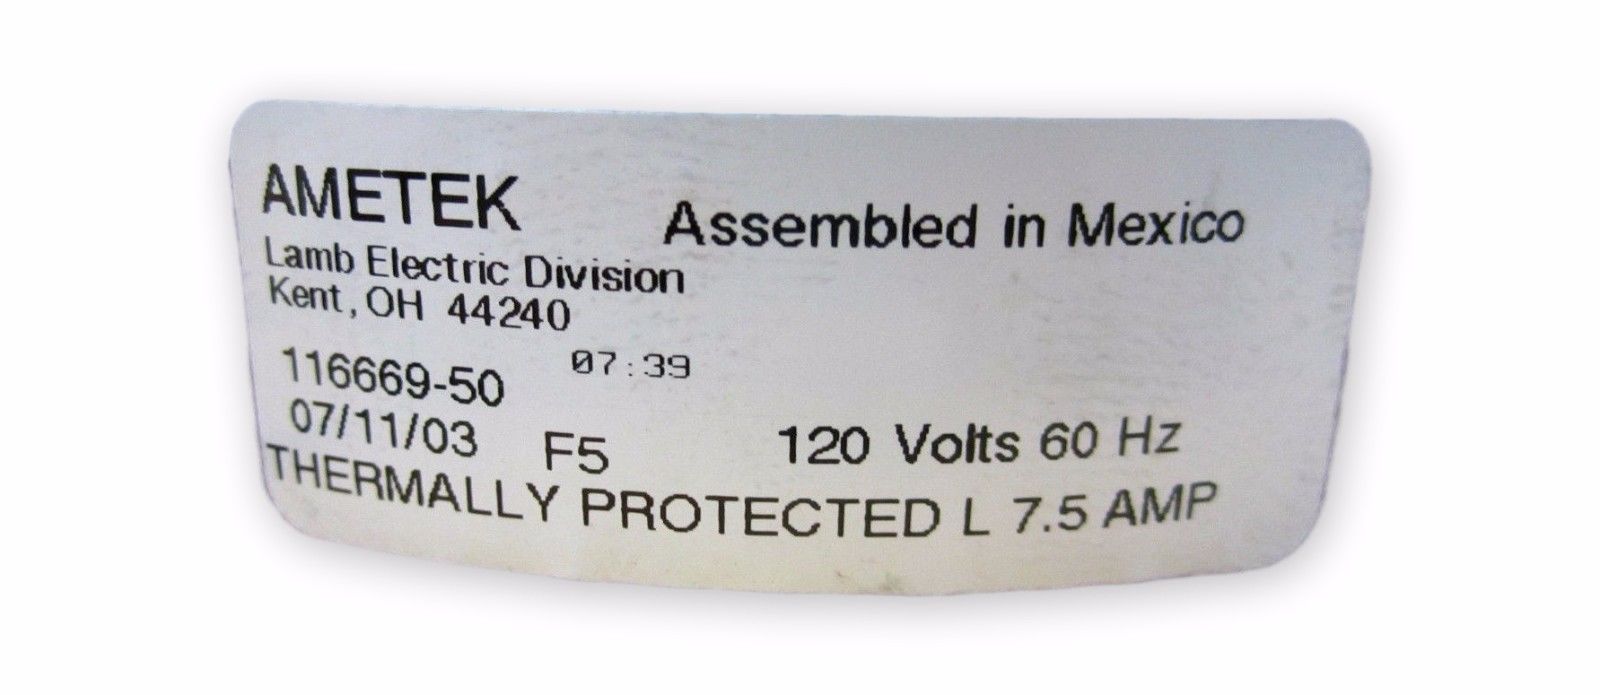 AMETEK
Assembled in Mexico
Lamb Electric Division
Kent, OH 44240
116669-50 07:39
07/11/03 F5 120 Volts 60 Hz
THERMALLY PROTECTED L 7.5 AMP